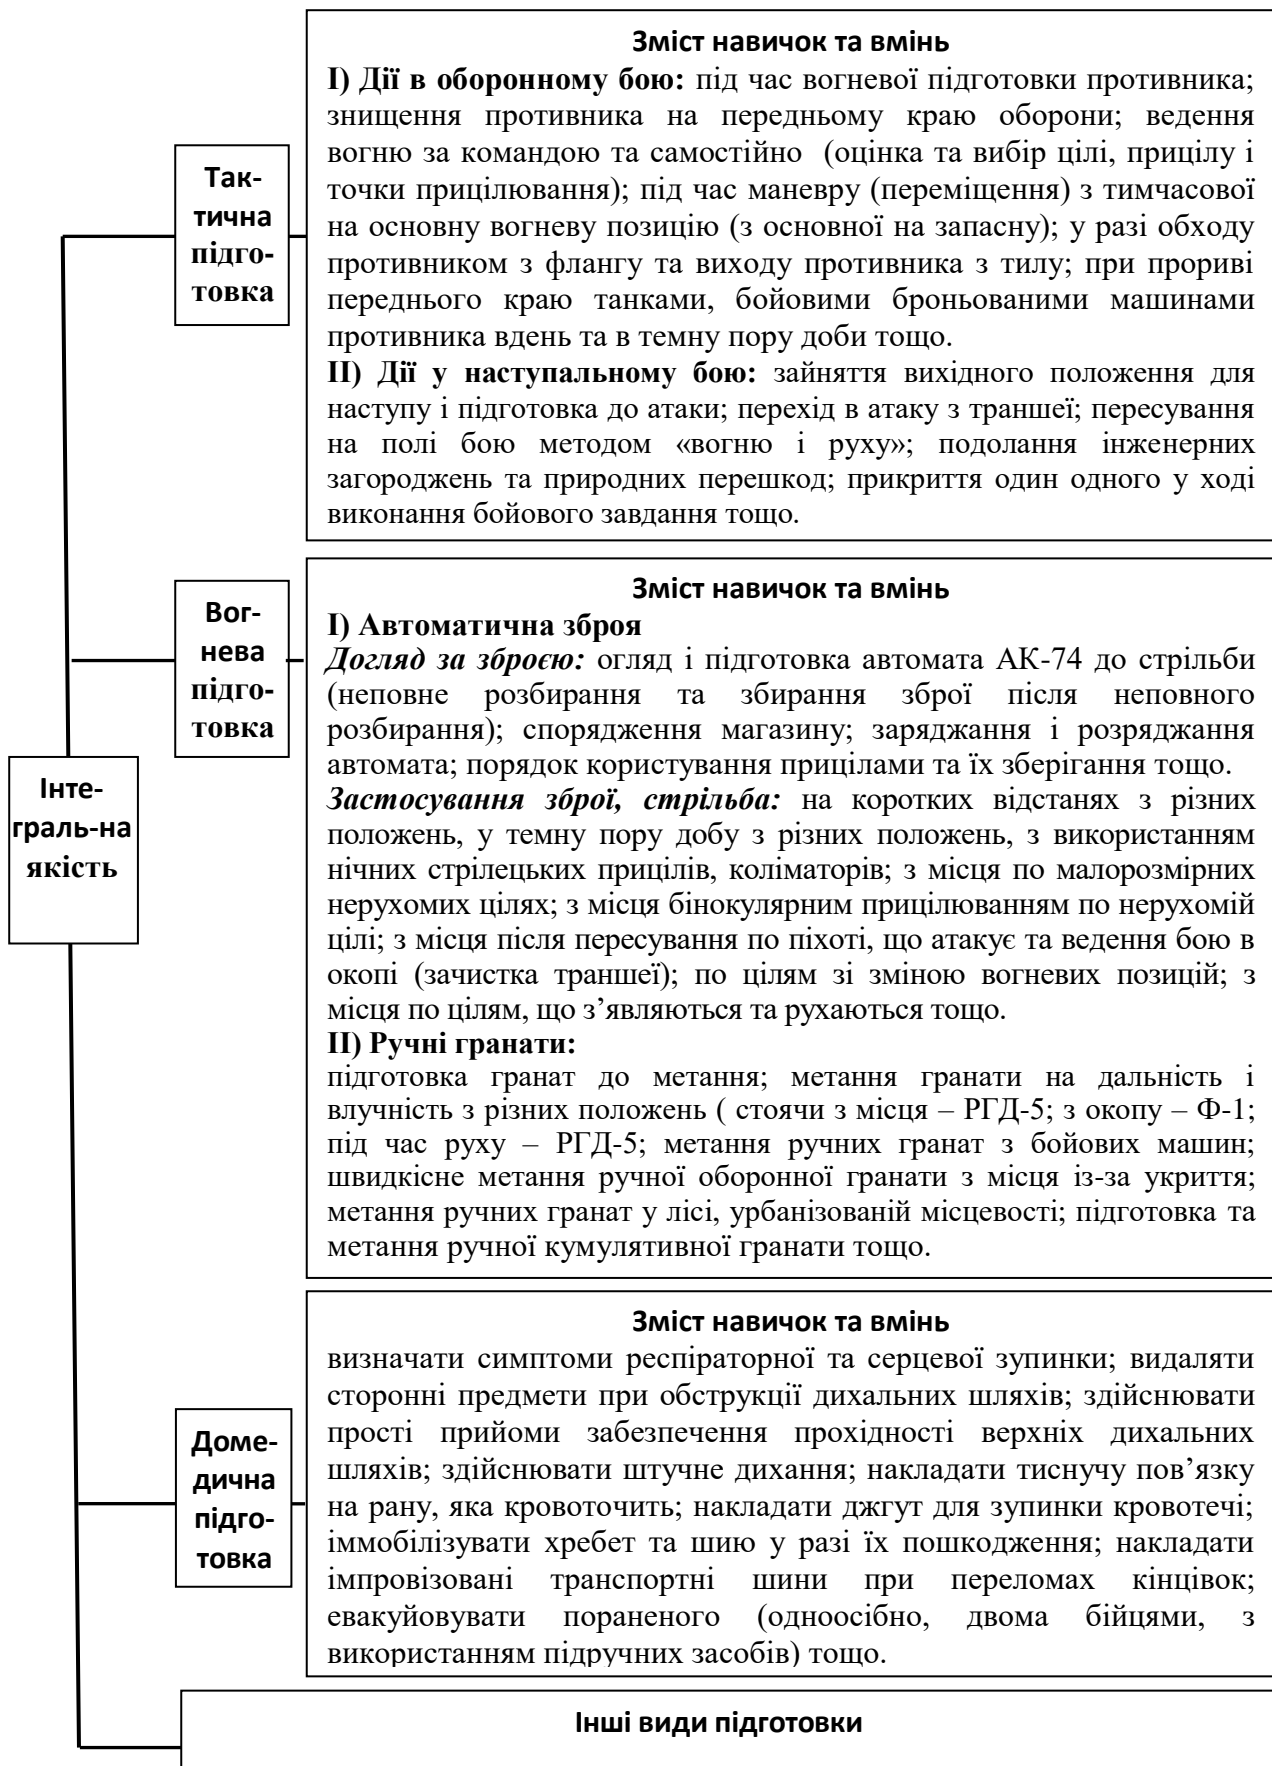 Зміст навичок та вмінь
І) Дії в оборонному бою: під час вогневої підготовки противника;
знищення противника на передньому краю оборони; ведення
вогню за командою та самостійно (оцінка та вибір цілі, прицілу і
точки прицілювання); під час маневру (переміщення) з тимчасової
на основну вогневу позицію (з основної на запасну); у разі обходу
противником з флангу та виходу противника з тилу; при прориві
переднього краю танками, бойовими броньованими машинами
противника вдень та в темну пору доби тощо.
ІІ) Дії у наступальному бою: зайняття вихідного положення для
наступу і підготовка до атаки; перехід в атаку з траншеї; пересування
на полі бою методом «вогню і руху»; подолання інженерних
загороджень та природних перешкод; прикриття один одного у ході
виконання бойового завдання тощо.
Так-
тична
підго-
товка
Зміст навичок та вмінь
І) Автоматична зброя
Догляд за зброєю: огляд і підготовка автомата АК-74 до стрільби
(неповне розбирання та збирання зброї після неповного
розбирання); спорядження магазину; заряджання і розряджання
автомата; порядок користування прицілами та їх зберігання тощо.
Застосування зброї, стрільба: на коротких відстанях з різних
положень, у темну пору добу з різних положень, з використанням
нічних стрілецьких прицілів, коліматорів; з місця по малорозмірних
нерухомих цілях; з місця бінокулярним прицілюванням по нерухомій
цілі; з місця після пересування по піхоті, що атакує та ведення бою в
окопі (зачистка траншеї); по цілям зі зміною вогневих позицій; з
місця по цілям, що з’являються та рухаються тощо.
ІІ) Ручні гранати:
підготовка гранат до метання; метання гранати на дальність і
влучність з різних положень ( стоячи з місця – РГД-5; з окопу – Ф-1;
під час руху – РГД-5; метання ручних гранат з бойових машин;
швидкісне метання ручної оборонної гранати з місця із-за укриття;
метання ручних гранат у лісі, урбанізованій місцевості; підготовка та
метання ручної кумулятивної гранати тощо.
Вог-
нева
підго-
товка
Інте-
граль-на
якість
Зміст навичок та вмінь
визначати симптоми респіраторної та серцевої зупинки; видаляти
сторонні предмети при обструкції дихальних шляхів; здійснювати
прості прийоми забезпечення прохідності верхніх дихальних
шляхів; здійснювати штучне дихання; накладати тиснучу пов’язку
на рану, яка кровоточить; накладати джгут для зупинки кровотечі;
іммобілізувати хребет та шию у разі їх пошкодження; накладати
імпровізовані транспортні шини при переломах кінцівок;
евакуйовувати пораненого (одноосібно, двома бійцями, з
використанням підручних засобів) тощо.
Доме-
дична
підго-
товка
Інші види підготовки